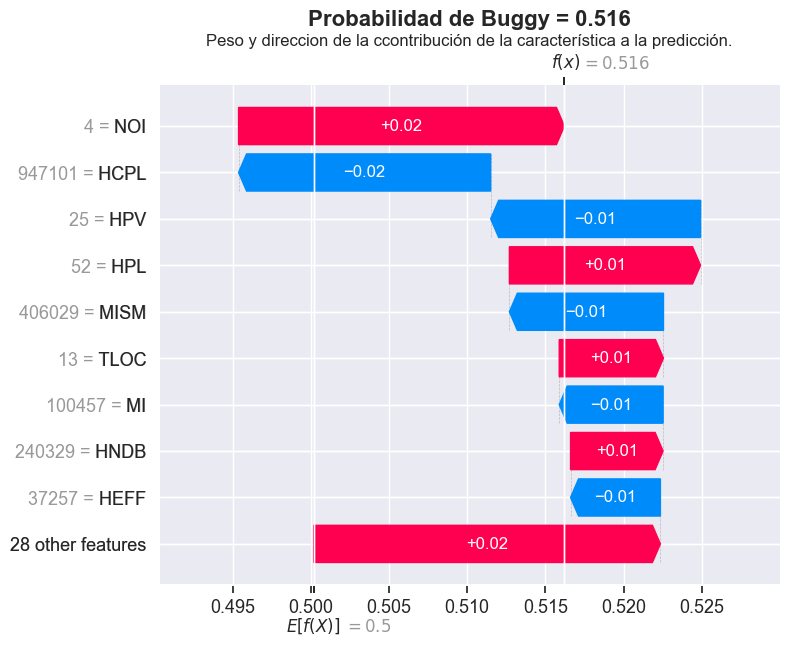 Probabilidad de Buggy = 0.516
Peso y direccion de la ccontribución de la característica a la predicción.
f(x) = 0.516
4 = NOI +0.02
947101 = HCPL −0.02
25 = HPV −0.01
52 = HPL +0.01
406029 = MISM −0.01
13 = TLOC +0.01
100457 = MI −0.01
240329 = HNDB +0.01
37257 = HEFF −0.01
28 other features +0.02
0.495 0.500 0.505 0.510 0.515 0.520 0.525
E[f(X)] = 0.5